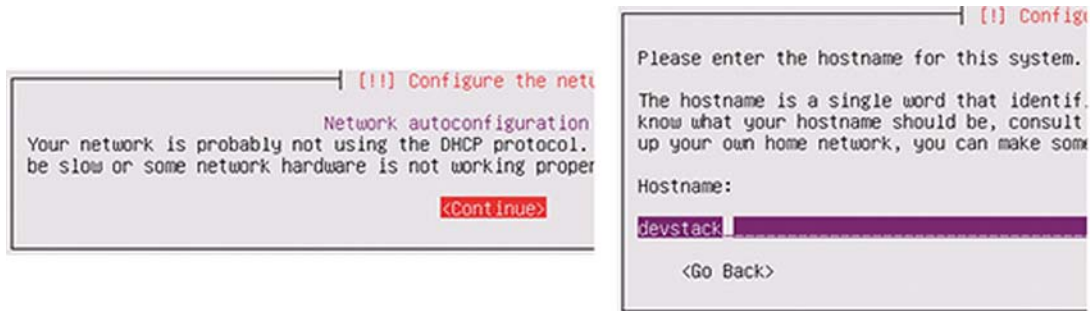 [!!] Configure the netu
Network autoconfiguration
Your network is probably not using the DHCP protocol.
be slow or some network hardware is not working proper
<Continue>
[!] Config
Please enter the hostname for this system.
The hostname is a single word that identif
know what your hostname should be, consult
up your own home network, you can make som
Hostname:
devstack
<Go Back>